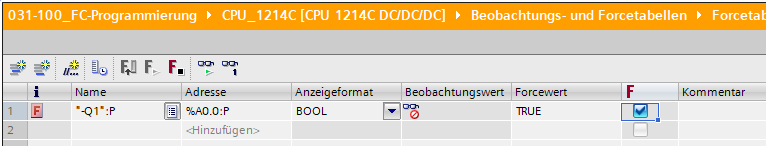 031-100_FC-Programmierung ▸ CPU_1214C [CPU 1214C DC/DC/DC] ▸ Beobachtungs- und Forcetabellen ▸ Forcetab
i Name Adresse Anzeigeformat Beobachtungswert Forcewert F Kommentar
1 F "-Q1":P %A0.0:P BOOL TRUE
2 <Hinzufügen>